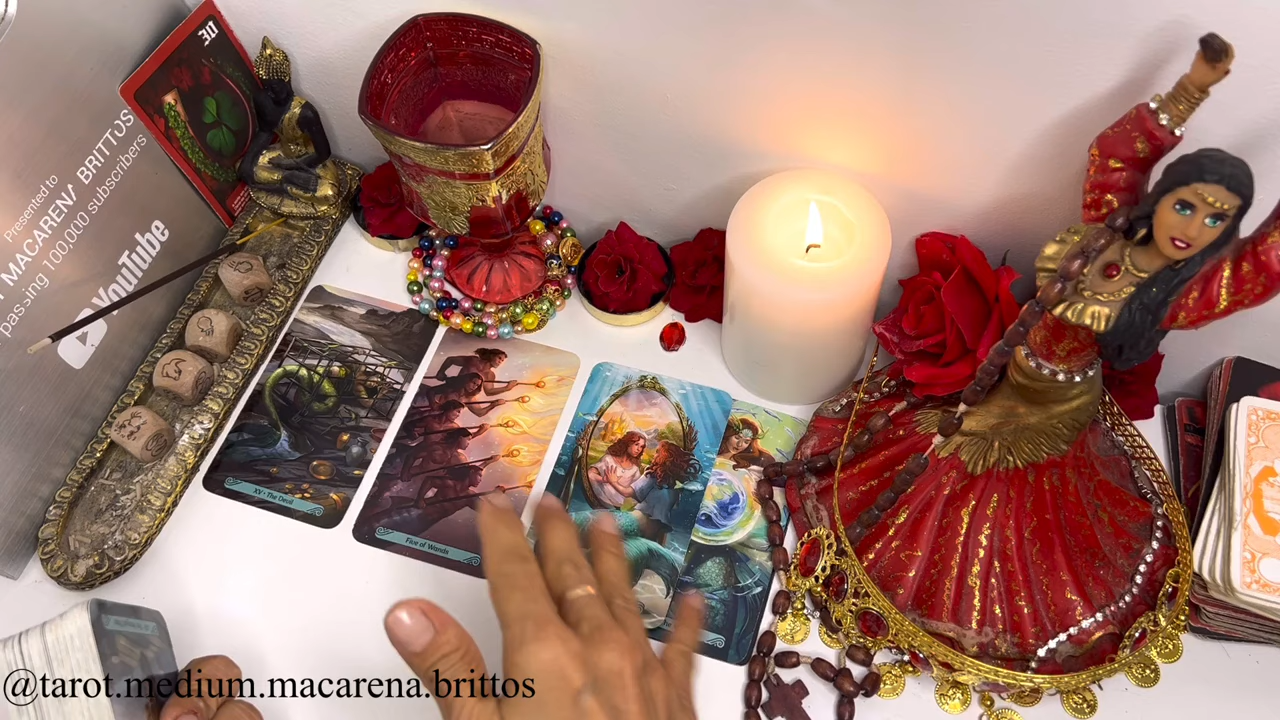 Presented to
MACARENA BRITTOS
passing 100,000 subscribers
YouTube
XV • The Devil
Five of Wands
@tarot.medium.macarena.brittos